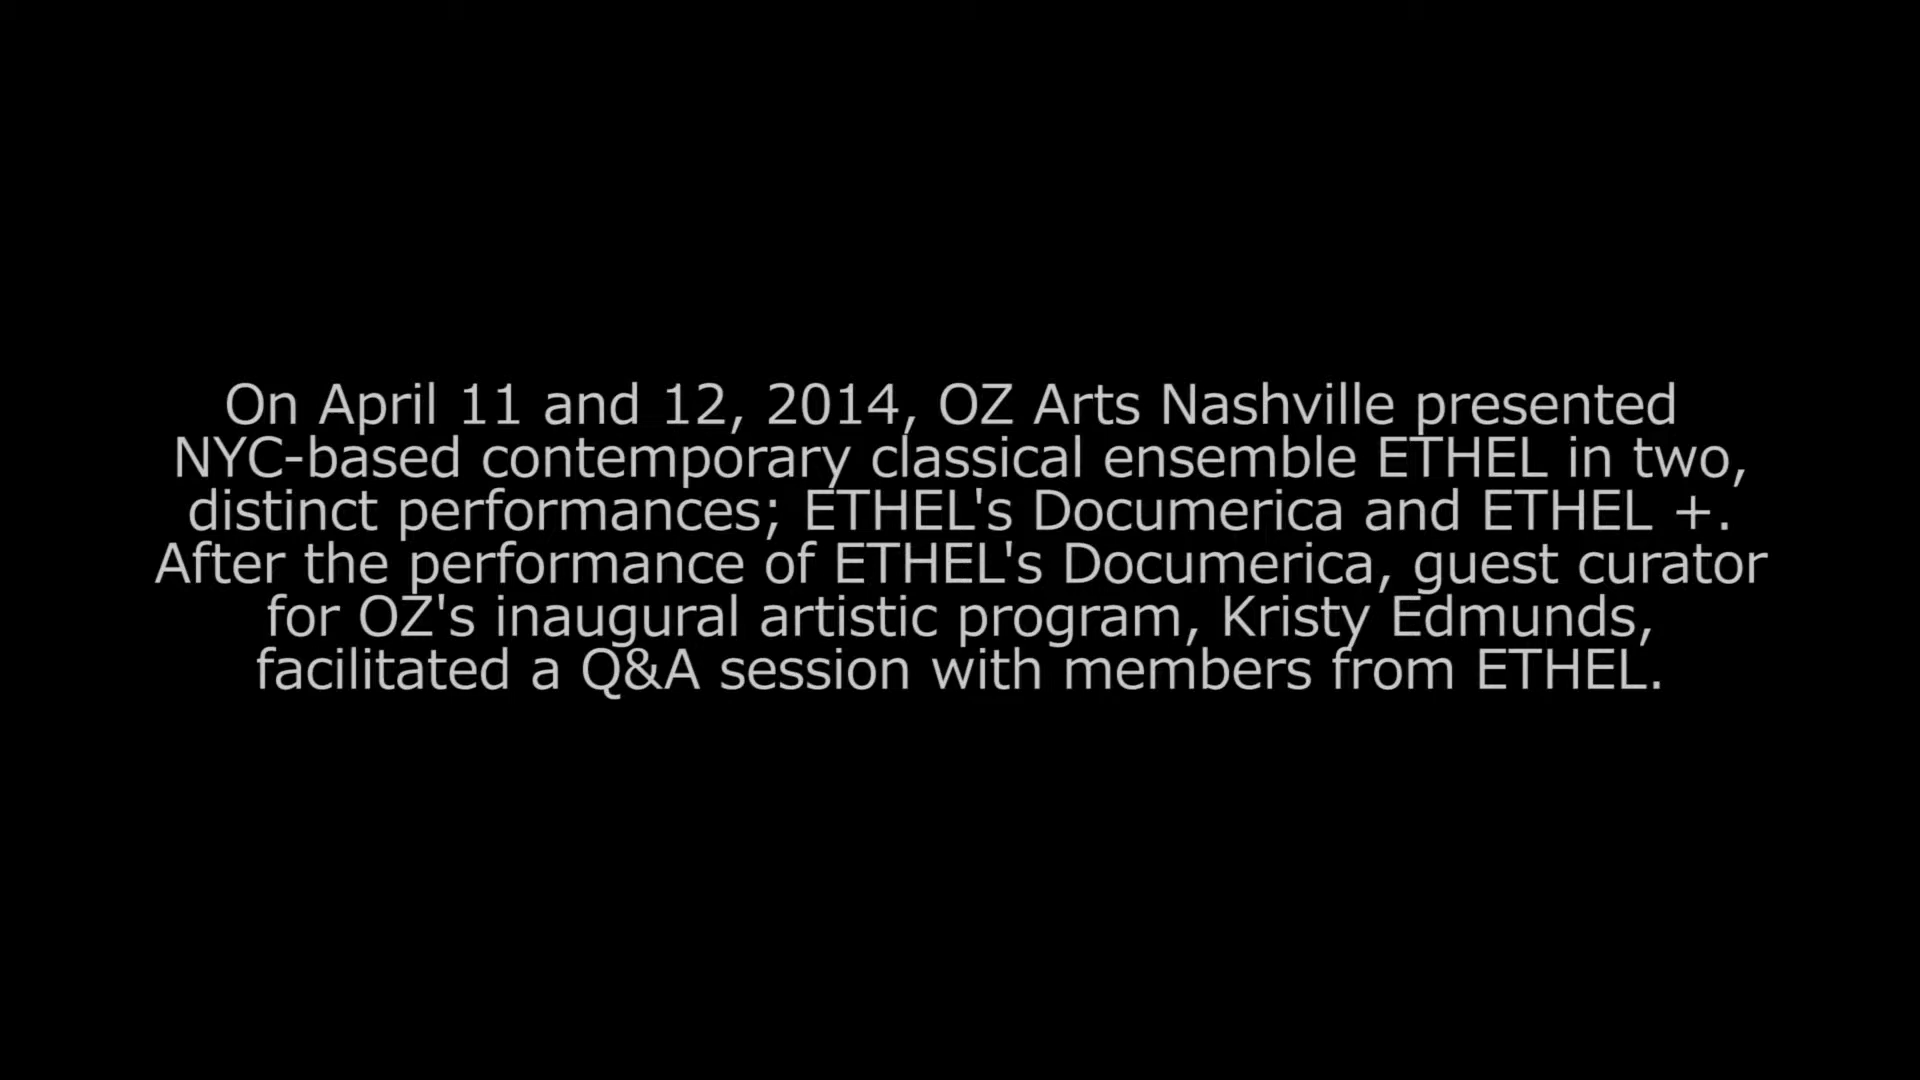 On April 11 and 12, 2014, OZ Arts Nashville presented
NYC-based contemporary classical ensemble ETHEL in two,
distinct performances; ETHEL's Documerica and ETHEL +.
After the performance of ETHEL's Documerica, guest curator
for OZ's inaugural artistic program, Kristy Edmunds,
facilitated a Q&A session with members from ETHEL.